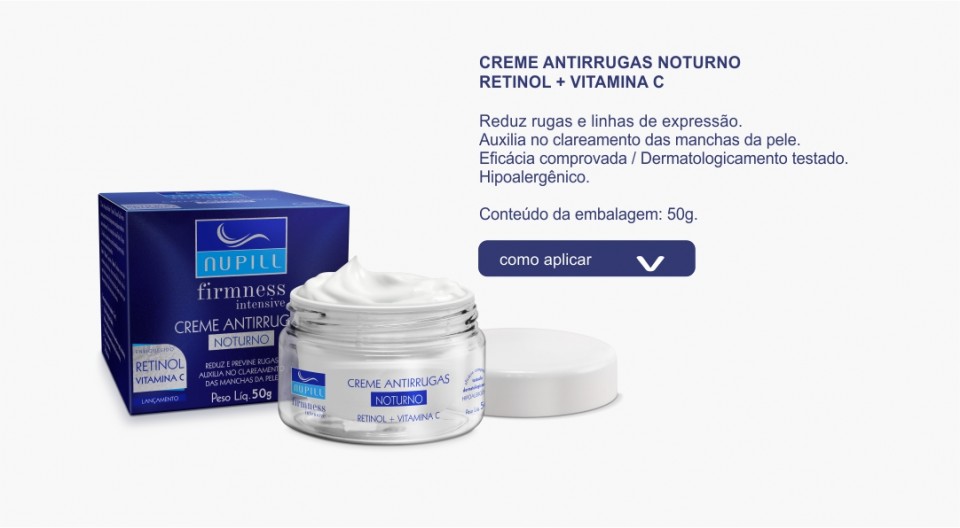 CREME ANTIRRUGAS NOTURNO
RETINOL + VITAMINA C
Reduz rugas e linhas de expressão.
Auxilia no clareamento das manchas da pele.
Eficácia comprovada / Dermatologicamento testado.
Hipoalergênico.
Conteúdo da embalagem: 50g.
como aplicar
NUPILL
firmness
intensive
CREME ANTIRRUG
NOTURNO
RETINOL
VITAMINA C
LANÇAMENTO
REDUZ E PREVINE RUGAS
AUXILIA NO CLAREAMENTO
DAS MANCHAS DA PELE
Peso Líq. 50g
NUPILL
firmness
CREME ANTIRRUGAS
NOTURNO
RETINOL + VITAMINA C